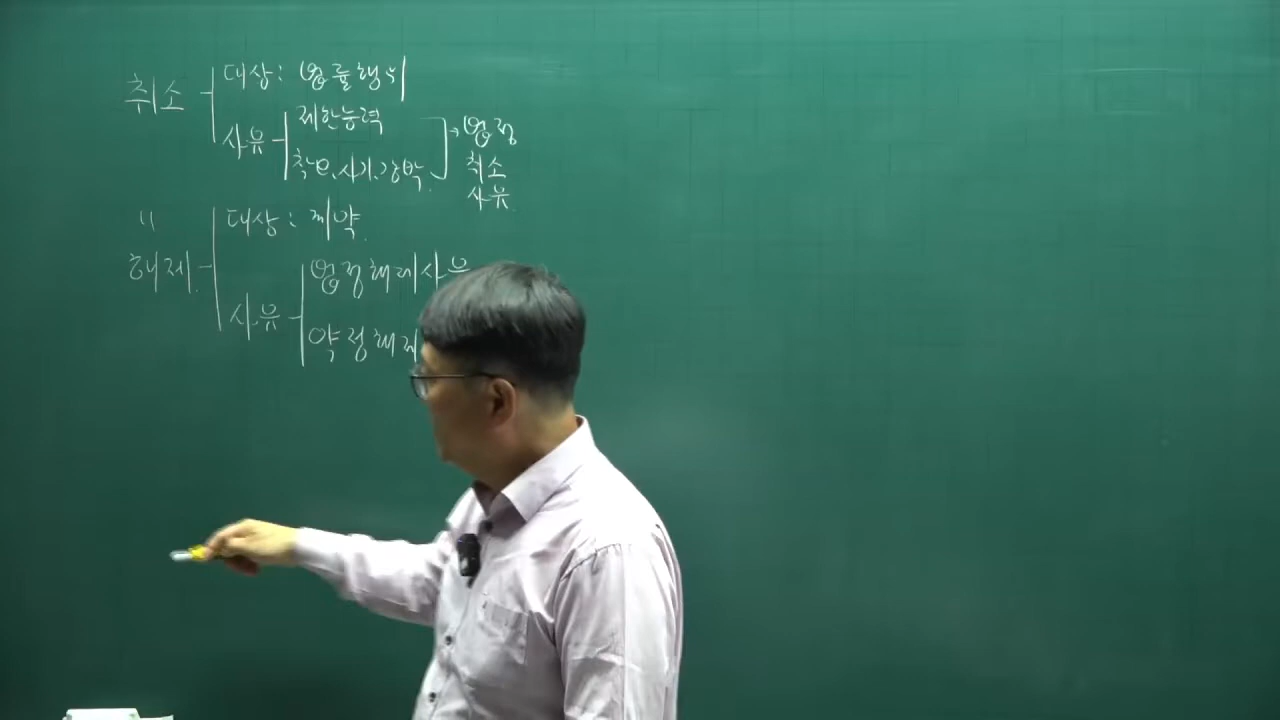 취소
대상: 법률행위
사유
제한능력
착오, 사기, 강박.
법정
취소
사유
"
해제.
대상: 계약.
사유
법정해제사유
약정해제